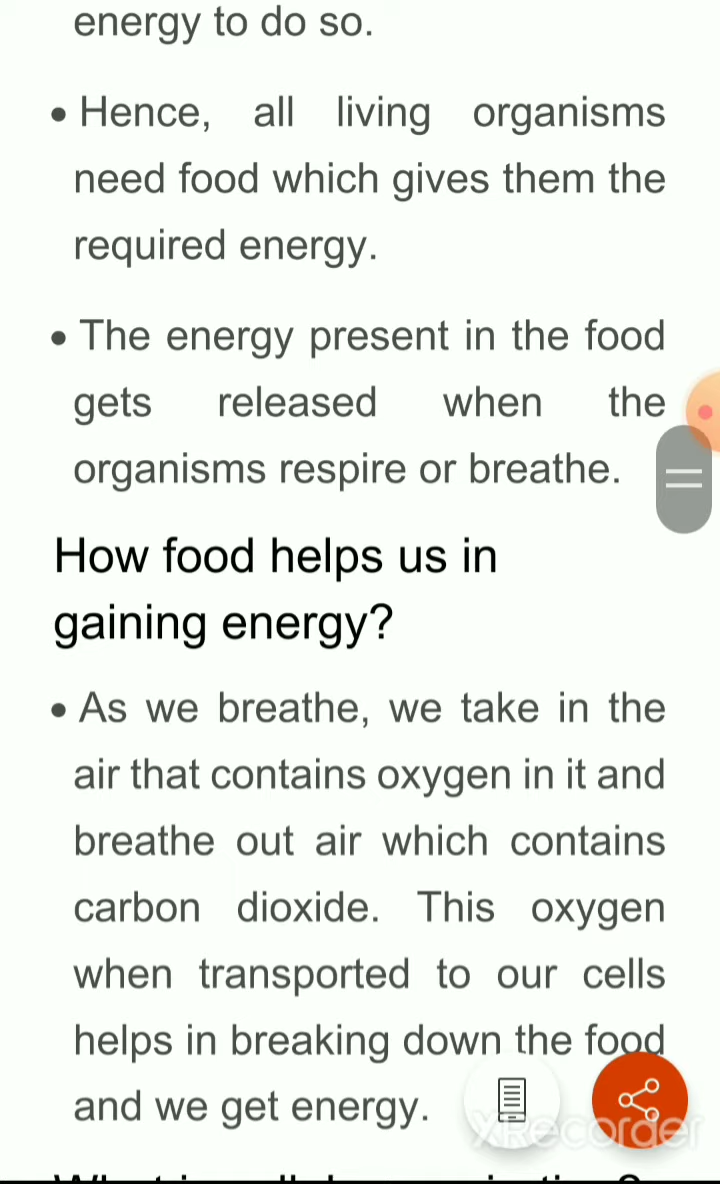 energy to do so.
• Hence, all living organisms
need food which gives them the
required energy.
• The energy present in the food
gets released when the
organisms respire or breathe.
How food helps us in
gaining energy?
• As we breathe, we take in the
air that contains oxygen in it and
breathe out air which contains
carbon dioxide. This oxygen
when transported to our cells
helps in breaking down the food
and we get energy.
XRecorder